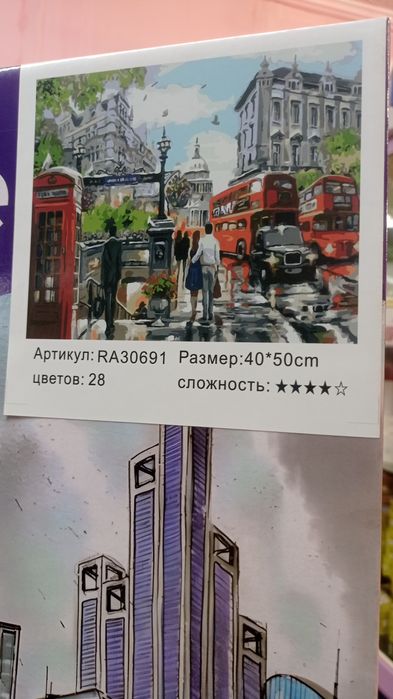 Артикул: RA30691 Размер:40*50cm
цветов: 28 сложность: ★★★★☆